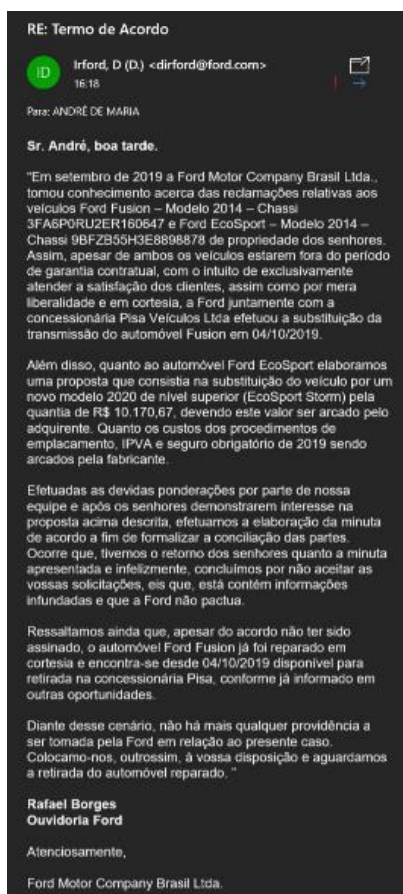 RE: Termo de Acordo
ID
Irford, D (D.) <dirford@ford.com>
16:18
Para: ANDRÉ DE MARIA
Sr. André, boa tarde.
"Em setembro de 2019 a Ford Motor Company Brasil Ltda.,
tomou conhecimento acerca das reclamações relativas aos
veículos Ford Fusion – Modelo 2014 – Chassi
3FA6P0RU2ER160647 e Ford EcoSport – Modelo 2014 –
Chassi 9BFZB55H3E8898878 de propriedade dos senhores.
Assim, apesar de ambos os veículos estarem fora do período
de garantia contratual, com o intuito de exclusivamente
atender a satisfação dos clientes, assim como por mera
liberalidade e em cortesia, a Ford juntamente com a
concessionária Pisa Veículos Ltda efetuou a substituição da
transmissão do automóvel Fusion em 04/10/2019.
Além disso, quanto ao automóvel Ford EcoSport elaboramos
uma proposta que consistia na substituição do veículo por um
novo modelo 2020 de nível superior (EcoSport Storm) pela
quantia de R$ 10.170,67, devendo este valor ser arcado pelo
adquirente. Quanto os custos dos procedimentos de
emplacamento, IPVA e seguro obrigatório de 2019 sendo
arcados pela fabricante.
Efetuadas as devidas ponderações por parte de nossa
equipe e após os senhores demonstrarem interesse na
proposta acima descrita, efetuamos a elaboração da minuta
de acordo a fim de formalizar a conciliação das partes.
Ocorre que, tivemos o retorno dos senhores quanto a minuta
apresentada e infelizmente, concluímos por não aceitar as
vossas solicitações, eis que, está contém informações
infundadas e que a Ford não pactua.
Ressaltamos ainda que, apesar do acordo não ter sido
assinado, o automóvel Ford Fusion já foi reparado em
cortesia e encontra-se desde 04/10/2019 disponível para
retirada na concessionária Pisa, conforme já informado em
outras oportunidades.
Diante desse cenário, não há mais qualquer providência a
ser tomada pela Ford em relação ao presente caso.
Colocamo-nos, outrossim, à vossa disposição e aguardamos
a retirada do automóvel reparado. "
Rafael Borges
Ouvidoria Ford
Atenciosamente,
Ford Motor Company Brasil Ltda.